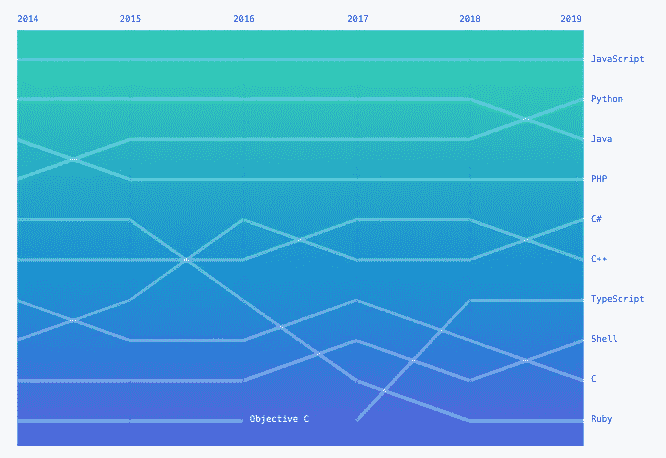 2014 2015 2016 2017 2018 2019
JavaScript
Python
Java
PHP
C#
C++
TypeScript
Shell
C
Objective C Ruby